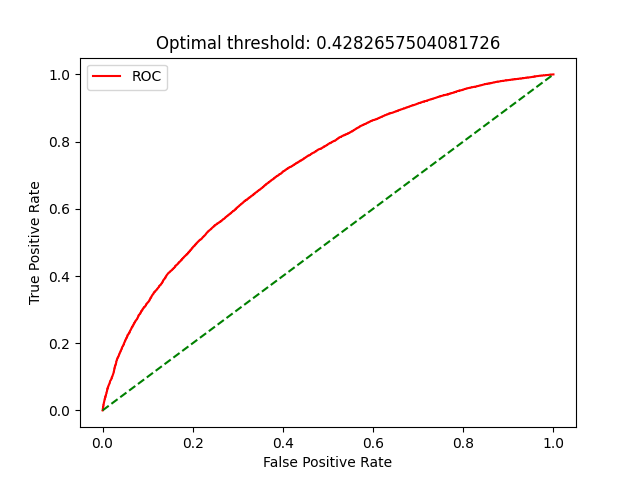 Optimal threshold: 0.4282657504081726
ROC
True Positive Rate
1.0
0.8
0.6
0.4
0.2
0.0
0.0 0.2 0.4 0.6 0.8 1.0
False Positive Rate